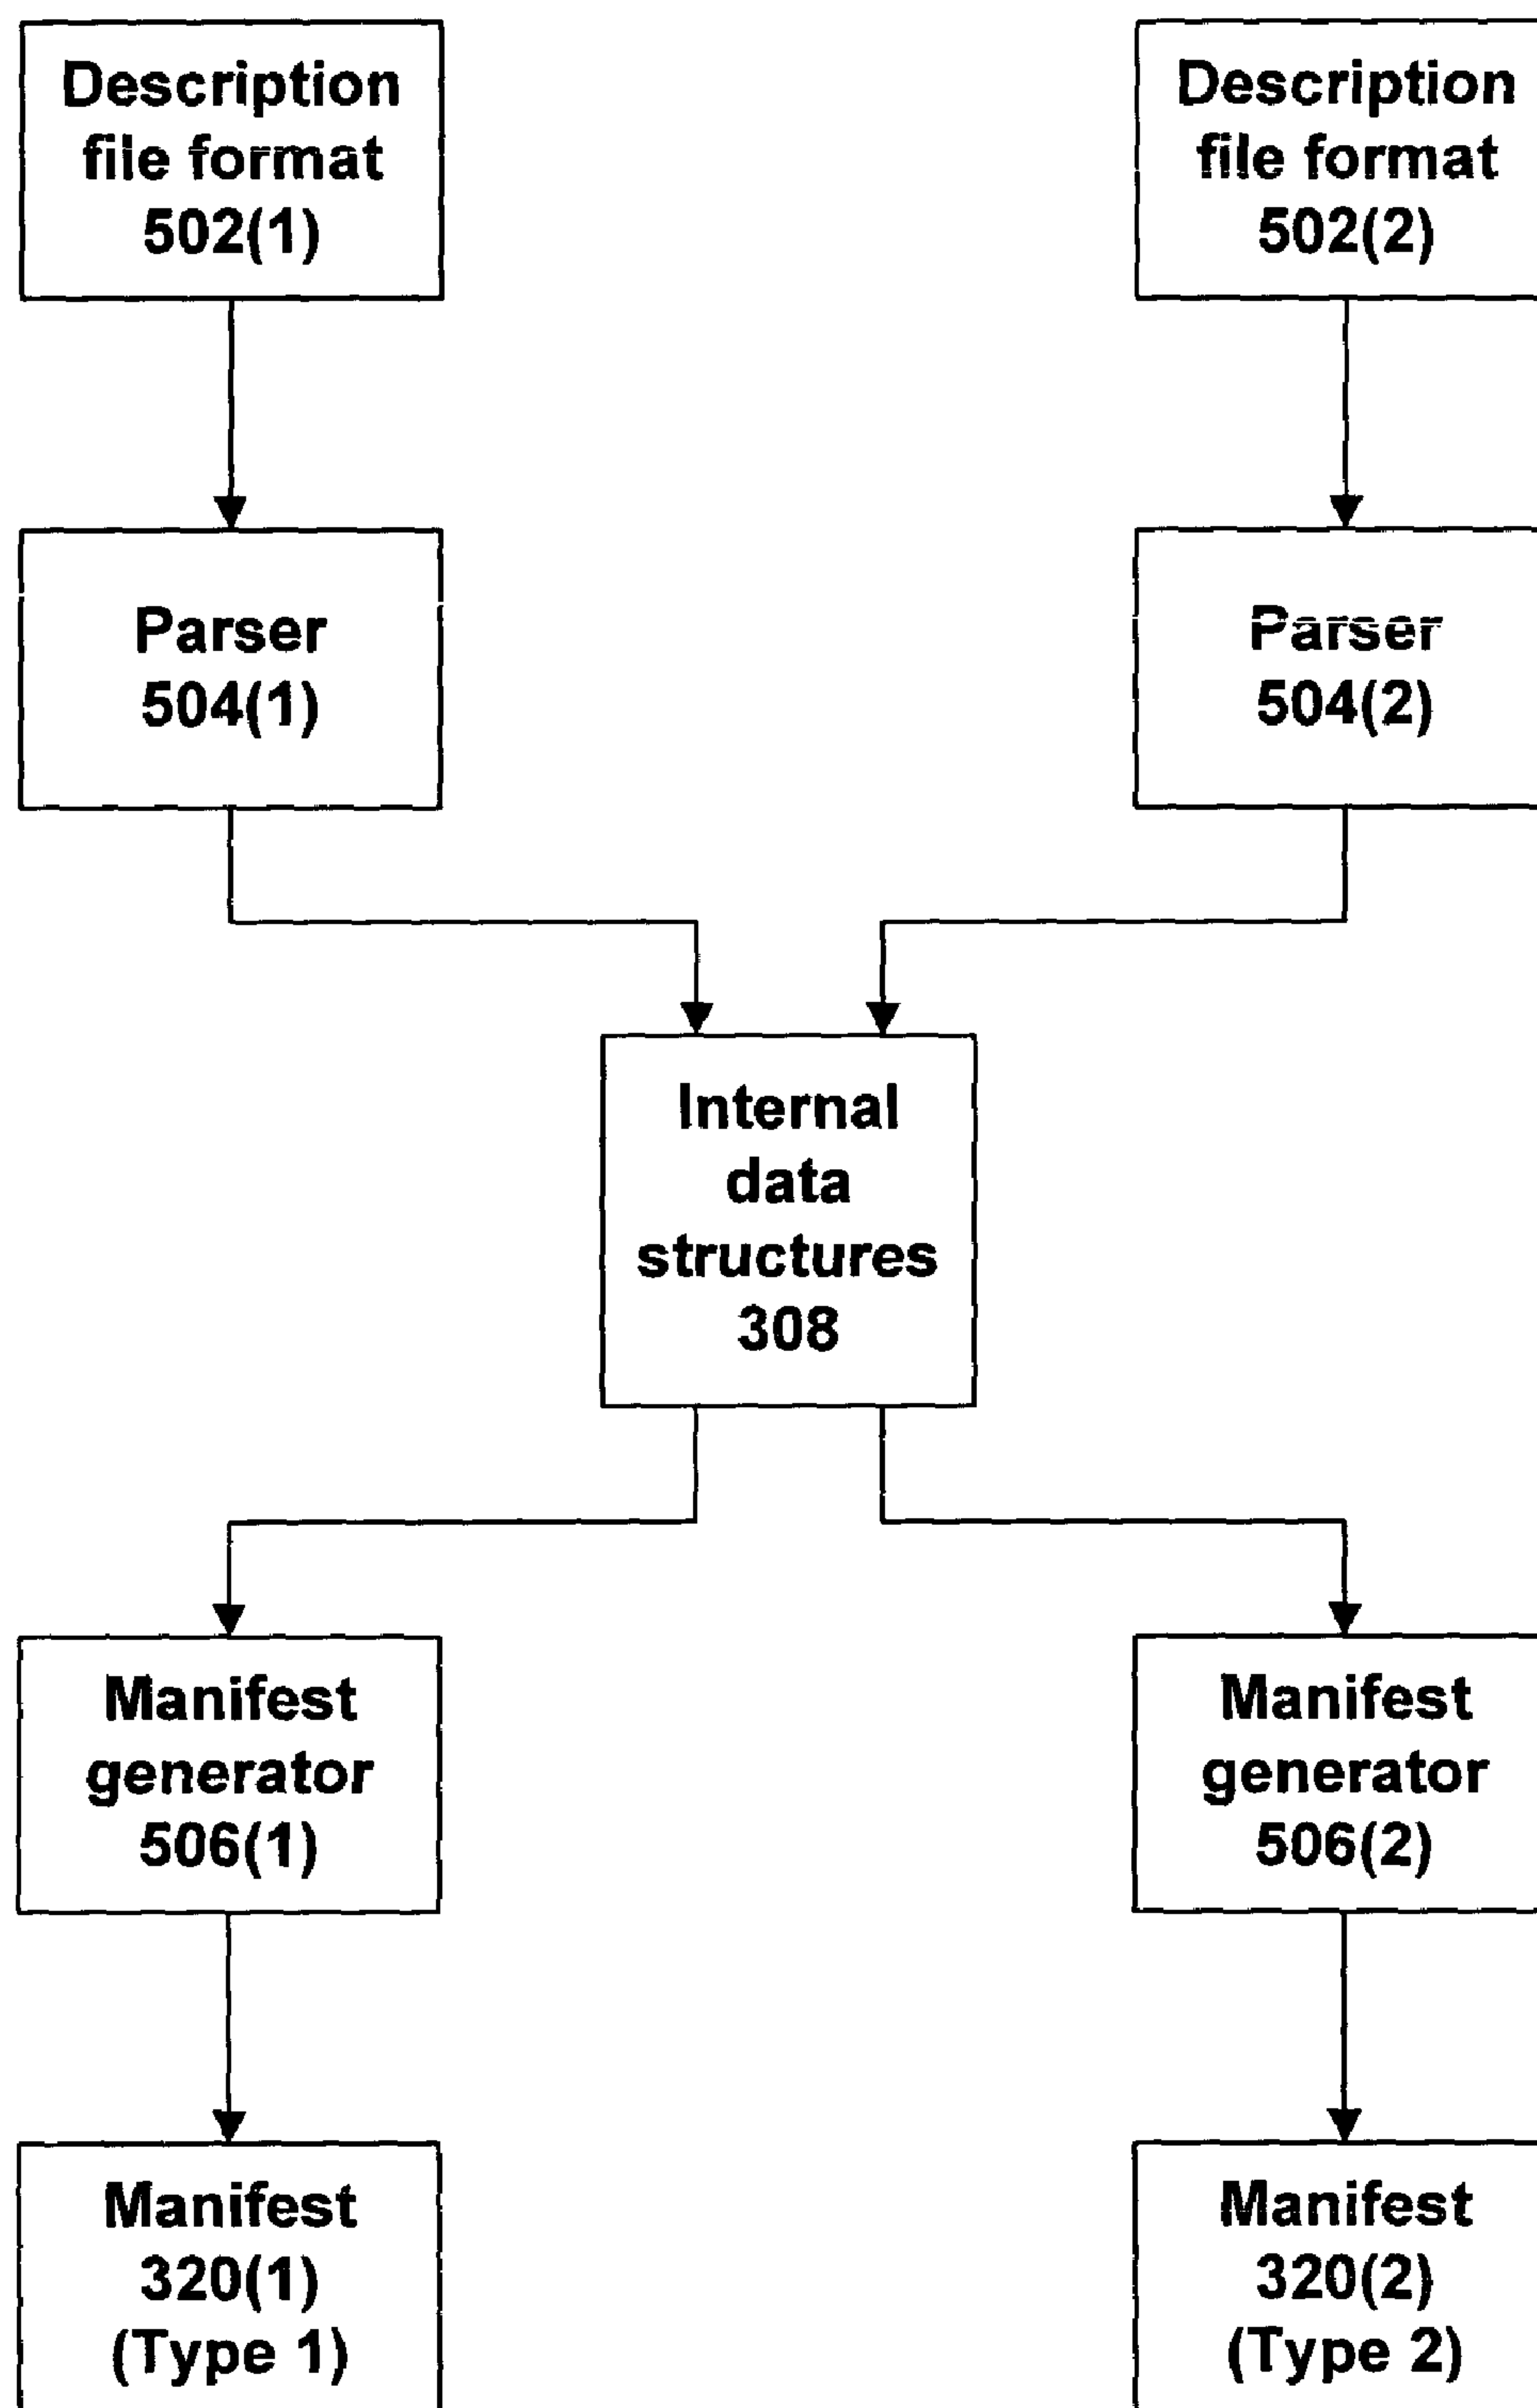 Description
file format
502(1)
Description
file format
502(2)
Parser
504(1)
Parser
504(2)
Internal
data
structures
308
Manifest
generator
506(1)
Manifest
generator
506(2)
Manifest
320(1)
(Type 1)
Manifest
320(2)
(Type 2)